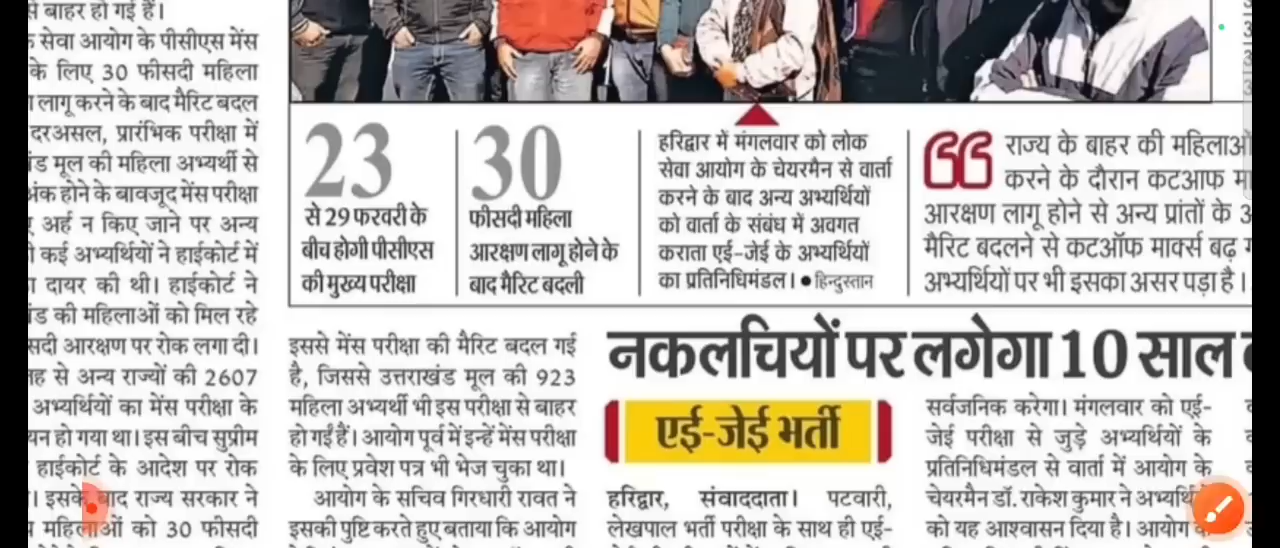 से बाहर हो गई हैं।
सेवा आयोग के पीसीएस मेंस
के लिए 30 फीसदी महिला
लागू करने के बाद मैरिट बदल
दरअसल, प्रारंभिक परीक्षा में
मूल की महिला अभ्यर्थी से
अंक होने के बावजूद मेंस परीक्षा
अर्ह न किए जाने पर अन्य
कई अभ्यर्थियों ने हाईकोर्ट में
दायर की थी। हाईकोर्ट ने
की महिलाओं को मिल रहे
आरक्षण पर रोक लगा दी।
से अन्य राज्यों की 2607
अभ्यर्थियों का मेंस परीक्षा के
हो गया था। इस बीच सुप्रीम
हाईकोर्ट के आदेश पर रोक
। इसके बाद राज्य सरकार ने
महिलाओं को 30 फीसदी
23
से 29 फरवरी के
बीच होगी पीसीएस
की मुख्य परीक्षा
30
फीसदी महिला
आरक्षण लागू होने के
बाद मैरिट बदली
हरिद्वार में मंगलवार को लोक
सेवा आयोग के चेयरमैन से वार्ता
करने के बाद अन्य अभ्यर्थियों
को वार्ता के संबंध में अवगत
कराता एई-जेई के अभ्यर्थियों
का प्रतिनिधिमंडल। ● हिन्दुस्तान
राज्य के बाहर की महिलाओं
करने के दौरान कटआफ
आरक्षण लागू होने से अन्य प्रांतों के
मैरिट बदलने से कटऑफ मार्क्स बढ़
अभ्यर्थियों पर भी इसका असर पड़ा है।
इससे मेंस परीक्षा की मैरिट बदल गई
है, जिससे उत्तराखंड मूल की 923
महिला अभ्यर्थी भी इस परीक्षा से बाहर
हो गईं हैं। आयोग पूर्व में इन्हें मेंस परीक्षा
के लिए प्रवेश पत्र भी भेज चुका था।
आयोग के सचिव गिरधारी रावत ने
इसकी पुष्टि करते हुए बताया कि आयोग
नकलचियों पर लगेगा 10 साल
एई-जेई भर्ती
हरिद्वार, संवाददाता। पटवारी,
लेखपाल भर्ती परीक्षा के साथ ही एई-
सर्वजनिक करेगा। मंगलवार को एई-
जेई परीक्षा से जुड़े अभ्यर्थियों के
प्रतिनिधिमंडल से वार्ता में आयोग के
चेयरमैन डॉ. राकेश कुमार ने
को यह आश्वासन दिया है। आयोग